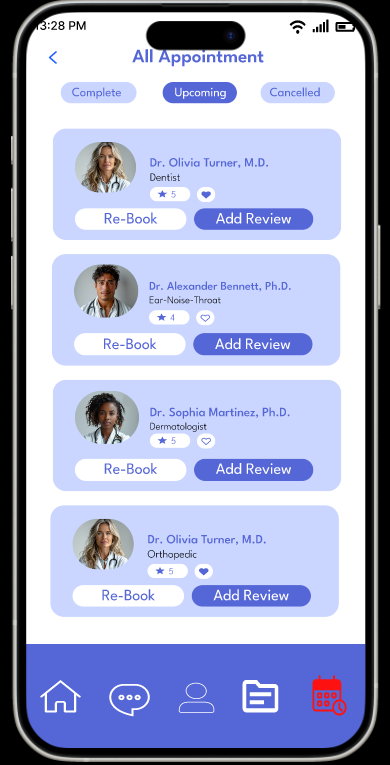 13:28 PM
All Appointment
Complete Upcoming Cancelled
Dr. Olivia Turner, M.D.
Dentist
5
Re-Book Add Review
Dr. Alexander Bennett, Ph.D.
Ear-Noise-Throat
4
Re-Book Add Review
Dr. Sophia Martinez, Ph.D.
Dermatologist
5
Re-Book Add Review
Dr. Olivia Turner, M.D.
Orthopedic
5
Re-Book Add Review